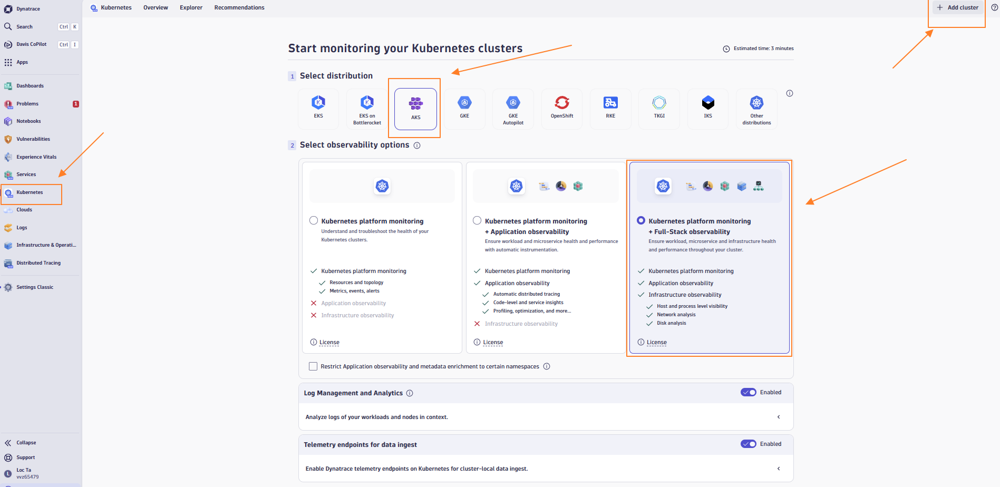 Dynatrace
Search Ctrl K
Davis CoPilot Ctrl I
Apps
Dashboards
Problems 1
Notebooks
Vulnerabilities
Experience Vitals
Services
Kubernetes
Clouds
Logs
Infrastructure & Operati...
Distributed Tracing
Settings Classic
Collapse
Support
L Loc Ta
vvz65479
Kubernetes Overview Explorer Recommendations
+ Add cluster
Start monitoring your Kubernetes clusters
Estimated time: 3 minutes
1 Select distribution
EKS
EKS on
Bottlerocket
AKS
GKE
GKE
Autopilot
OpenShift
RKE
TKGI
IKS
Other
distributions
2 Select observability options
Kubernetes platform monitoring
Understand and troubleshoot the health of your
Kubernetes clusters.
Kubernetes platform monitoring
Resources and topology
Metrics, events, alerts
Application observability
Infrastructure observability
License
Kubernetes platform monitoring
+ Application observability
Ensure workload and microservice health and performance
with automatic instrumentation.
Kubernetes platform monitoring
Application observability
Automatic distributed tracing
Code-level and service insights
Profiling, optimization, and more...
Infrastructure observability
License
Kubernetes platform monitoring
+ Full-Stack observability
Ensure workload, microservice and infrastructure health
and performance throughout your cluster.
Kubernetes platform monitoring
Application observability
Infrastructure observability
Host and process level visibility
Network analysis
Disk analysis
License
Restrict Application observability and metadata enrichment to certain namespaces
Log Management and Analytics
Enabled
Analyze logs of your workloads and nodes in context.
Telemetry endpoints for data ingest
Enabled
Enable Dynatrace telemetry endpoints on Kubernetes for cluster-local data ingest.